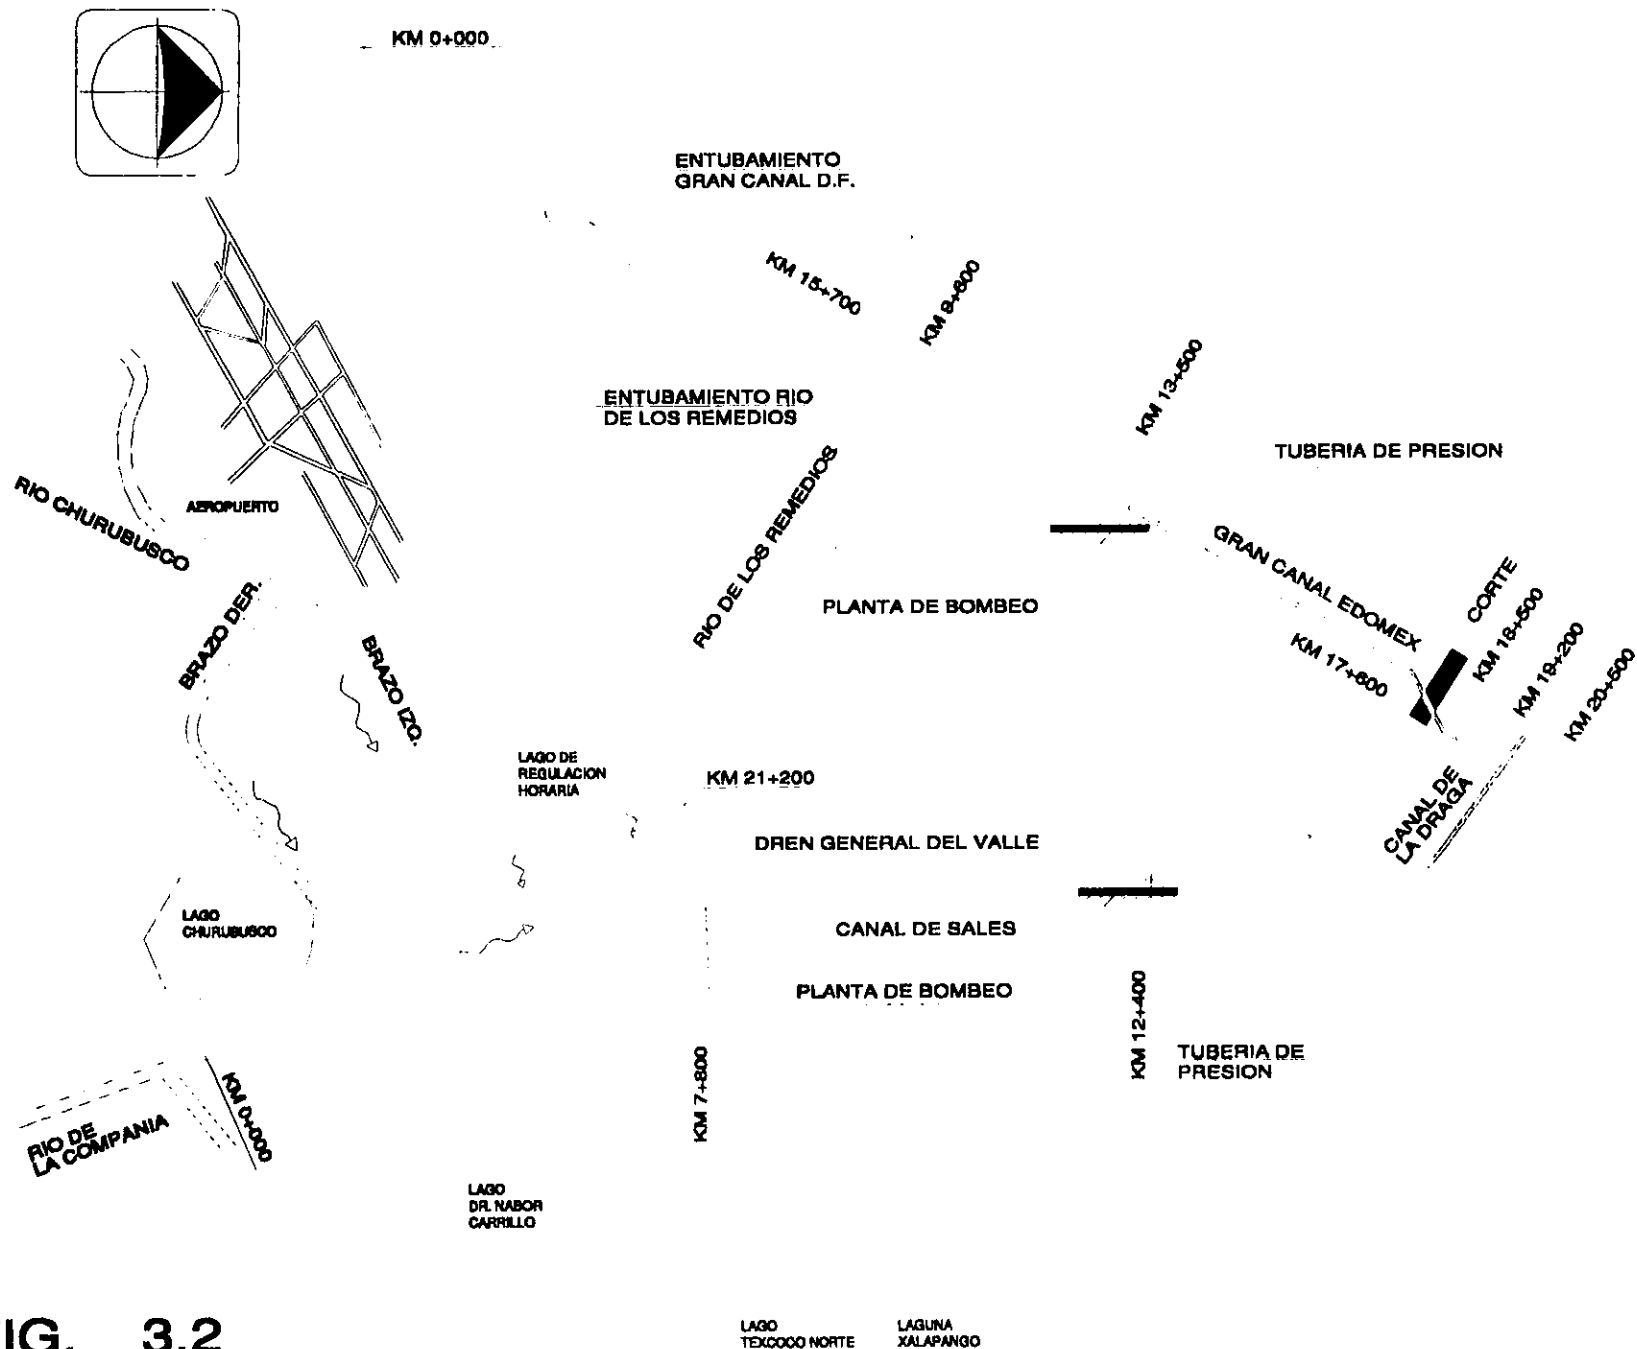 KM 0+000
ENTUBAMIENTO
GRAN CANAL D.F.
KM 15+700
KM 9+600
KM 13+500
ENTUBAMIENTO RIO
DE LOS REMEDIOS
TUBERIA DE PRESION
RIO CHURUBUSCO
AEROPUERTO
RIO DE LOS REMEDIOS
GRAN CANAL EDOMEX
CORTE
KM 18+500
KM 17+600
KM 19+200
KM 20+500
BRAZO DER.
BRAZO IZQ.
PLANTA DE BOMBEO
LAGO DE
REGULACION
HORARIA
KM 21+200
CANAL DE
LA DRAGA
DREN GENERAL DEL VALLE
LAGO
CHURUBUSCO
CANAL DE SALES
PLANTA DE BOMBEO
KM 12+400
TUBERIA DE
PRESION
KM 7+800
KM 0+000
RIO DE
LA COMPANIA
LAGO
DR. NABOR
CARRILLO
IG. 3.2
LAGO
TEXCOCO NORTE
LAGUNA
XALAPANGO